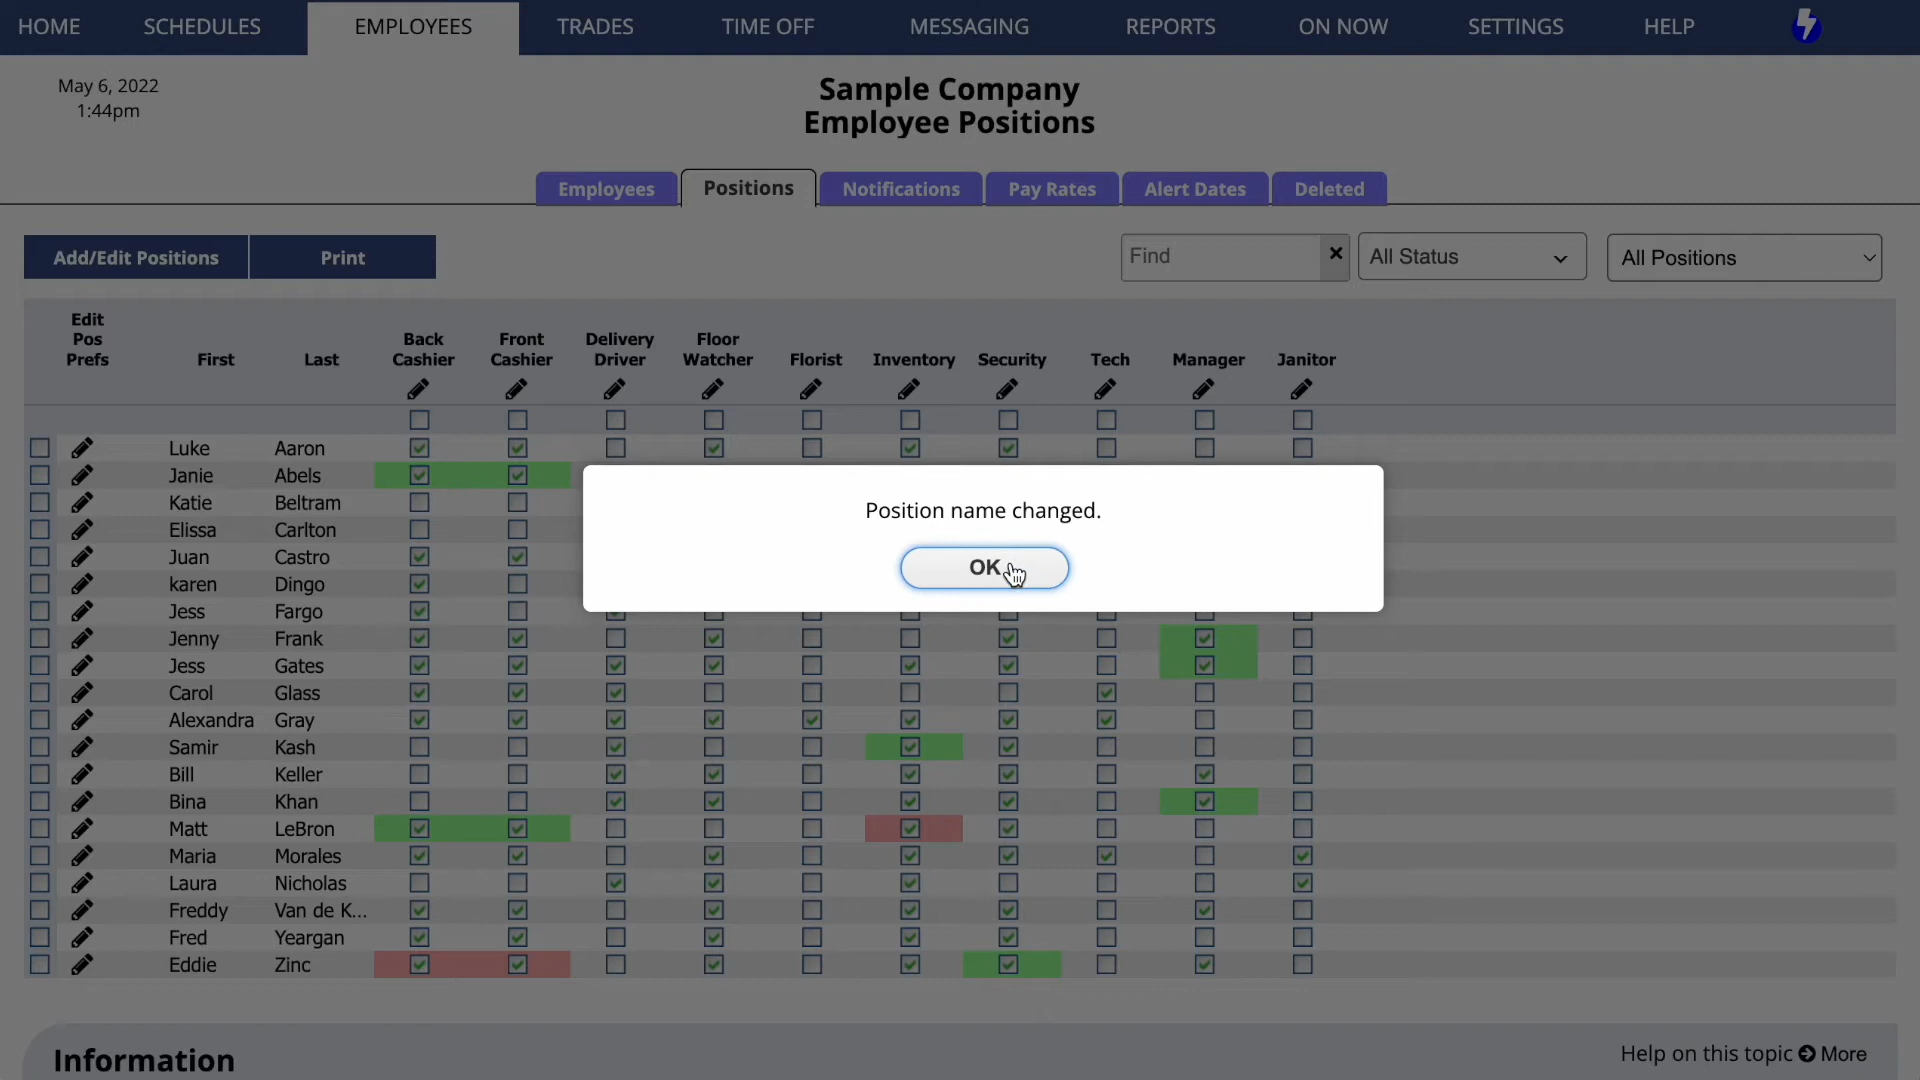 HOME SCHEDULES EMPLOYEES TRADES TIME OFF MESSAGING REPORTS ON NOW SETTINGS HELP
May 6, 2022
1:44pm
Sample Company
Employee Positions
Employees Positions Notifications Pay Rates Alert Dates Deleted
Add/Edit Positions Print Find All Status All Positions
Edit
Pos
Prefs
First
Last
Back
Cashier
Front
Cashier
Delivery
Driver
Floor
Watcher
Florist
Inventory
Security
Tech
Manager
Janitor
Luke Aaron
Janie Abels
Katie Beltram
Elissa Carlton
Juan Castro
karen Dingo
Jess Fargo
Jenny Frank
Jess Gates
Carol Glass
Alexandra Gray
Samir Kash
Bill Keller
Bina Khan
Matt LeBron
Maria Morales
Laura Nicholas
Freddy Van de K...
Fred Yeargan
Eddie Zinc
Position name changed.
OK
Information
Help on this topic More